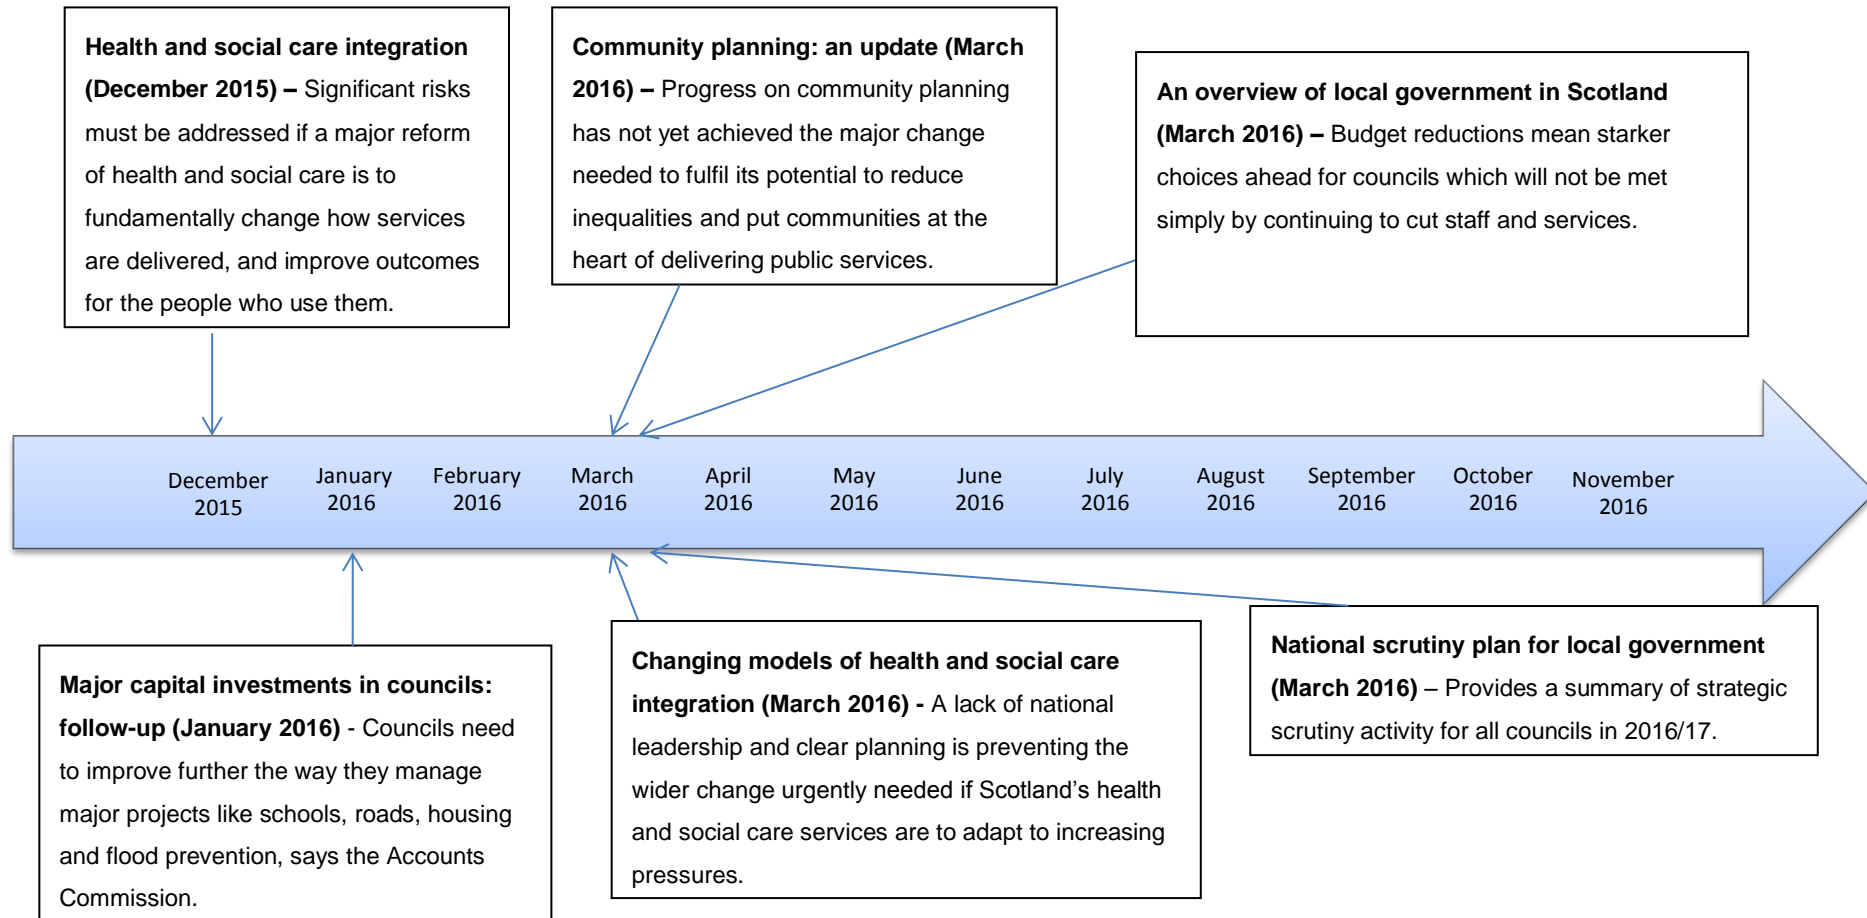 Health and social care integration
(December 2015) – Significant risks
must be addressed if a major reform
of health and social care is to
fundamentally change how services
are delivered, and improve outcomes
for the people who use them.
Community planning: an update (March
2016) – Progress on community planning
has not yet achieved the major change
needed to fulfil its potential to reduce
inequalities and put communities at the
heart of delivering public services.
An overview of local government in Scotland
(March 2016) – Budget reductions mean starker
choices ahead for councils which will not be met
simply by continuing to cut staff and services.
December
2015
January
2016
February
2016
March
2016
April
2016
May
2016
June
2016
July
2016
August
2016
September
2016
October
2016
November
2016
Major capital investments in councils:
follow-up (January 2016) - Councils need
to improve further the way they manage
major projects like schools, roads, housing
and flood prevention, says the Accounts
Commission.
Changing models of health and social care
integration (March 2016) - A lack of national
leadership and clear planning is preventing the
wider change urgently needed if Scotland’s health
and social care services are to adapt to increasing
pressures.
National scrutiny plan for local government
(March 2016) – Provides a summary of strategic
scrutiny activity for all councils in 2016/17.